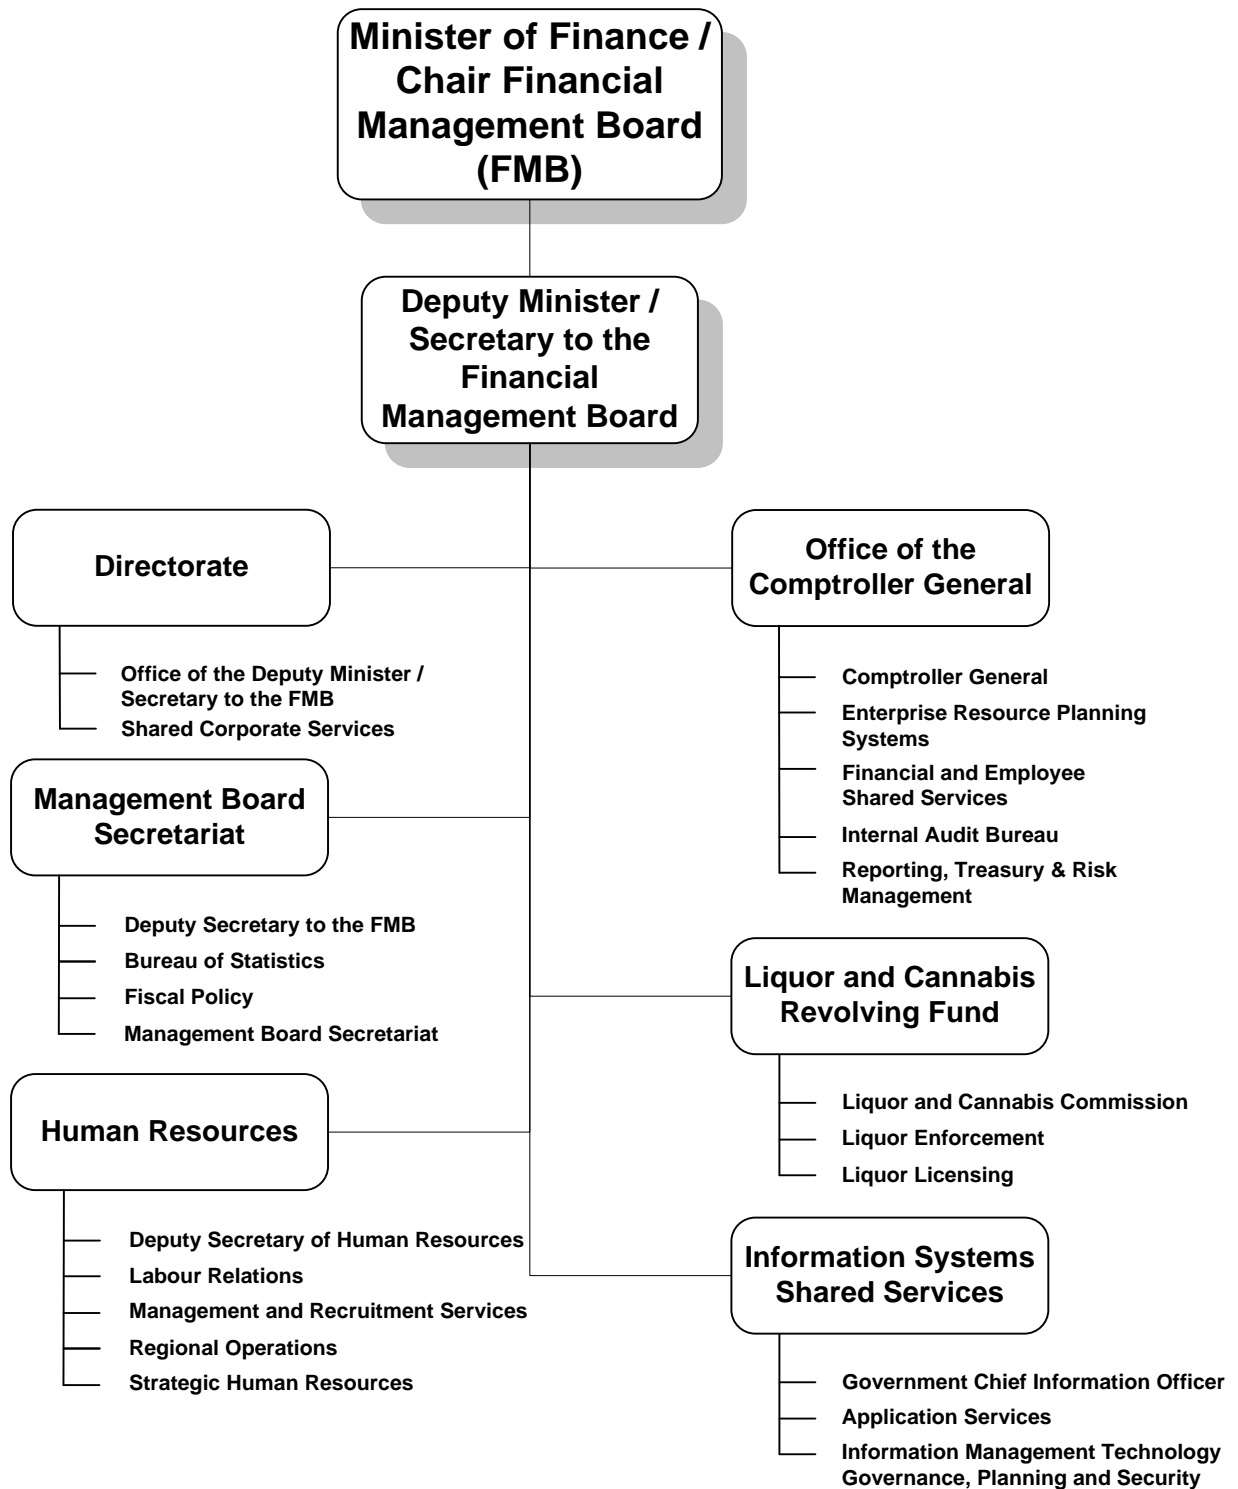 Minister of Finance /
Chair Financial
Management Board
(FMB)
Deputy Minister /
Secretary to the
Financial
Management Board
Directorate
Office of the Deputy Minister /
Secretary to the FMB
Shared Corporate Services
Management Board
Secretariat
Deputy Secretary to the FMB
Bureau of Statistics
Fiscal Policy
Management Board Secretariat
Human Resources
Deputy Secretary of Human Resources
Labour Relations
Management and Recruitment Services
Regional Operations
Strategic Human Resources
Office of the
Comptroller General
Comptroller General
Enterprise Resource Planning
Systems
Financial and Employee
Shared Services
Internal Audit Bureau
Reporting, Treasury & Risk
Management
Liquor and Cannabis
Revolving Fund
Liquor and Cannabis Commission
Liquor Enforcement
Liquor Licensing
Information Systems
Shared Services
Government Chief Information Officer
Application Services
Information Management Technology
Governance, Planning and Security